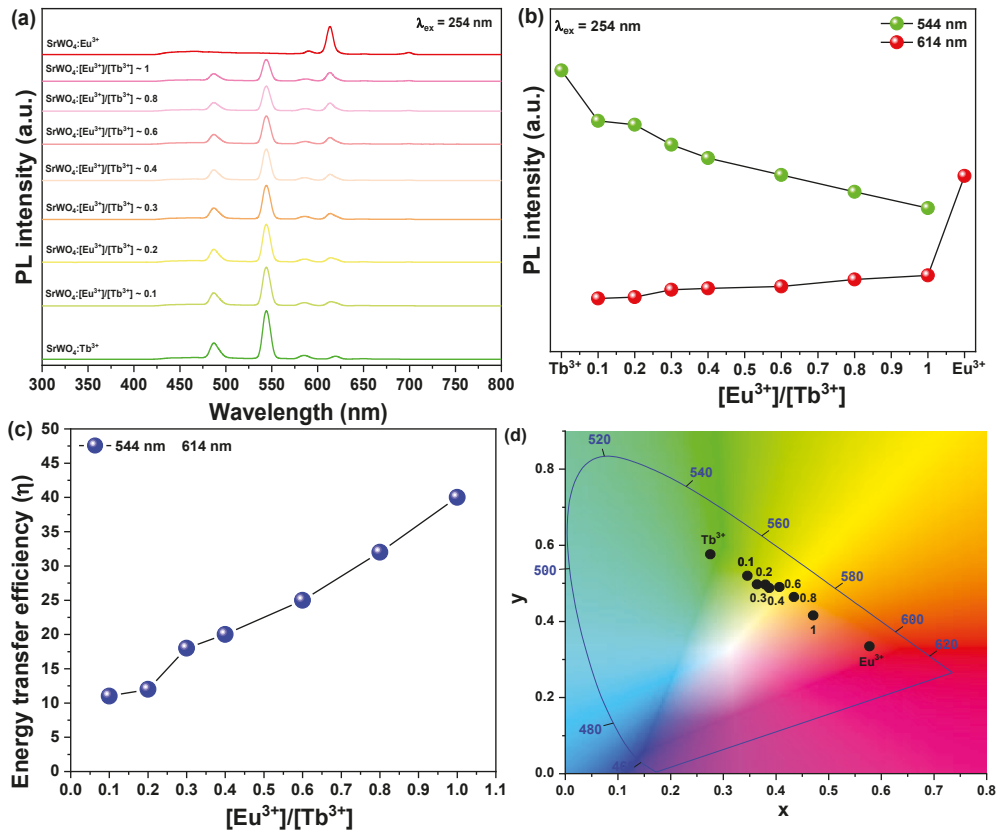 (a)
λex = 254 nm
SrWO₄:Eu³⁺
SrWO₄:[Eu³⁺]/[Tb³⁺] ~ 1
SrWO₄:[Eu³⁺]/[Tb³⁺] ~ 0.8
SrWO₄:[Eu³⁺]/[Tb³⁺] ~ 0.6
SrWO₄:[Eu³⁺]/[Tb³⁺] ~ 0.4
SrWO₄:[Eu³⁺]/[Tb³⁺] ~ 0.3
SrWO₄:[Eu³⁺]/[Tb³⁺] ~ 0.2
SrWO₄:[Eu³⁺]/[Tb³⁺] ~ 0.1
SrWO₄:Tb³⁺
PL intensity (a.u.)
300 350 400 450 500 550 600 650 700 750 800
Wavelength (nm)
(b)
λex = 254 nm
544 nm
614 nm
PL intensity (a.u.)
Tb³⁺ 0.1 0.2 0.3 0.4 0.5 0.6 0.7 0.8 0.9 1 Eu³⁺
[Eu³⁺]/[Tb³⁺]
(c)
544 nm 614 nm
Energy transfer efficiency (η)
50
45
40
35
30
25
20
15
10
5
0
0.0 0.1 0.2 0.3 0.4 0.5 0.6 0.7 0.8 0.9 1.0 1.1
[Eu³⁺]/[Tb³⁺]
(d)
y
0.8
0.6
0.4
0.2
0.0
520
540
560
500
580
600
620
480
Tb³⁺
0.1
0.2
0.3
0.4
0.6
0.8
1
Eu³⁺
0.0 0.1 0.2 0.3 0.4 0.5 0.6 0.7 0.8
x